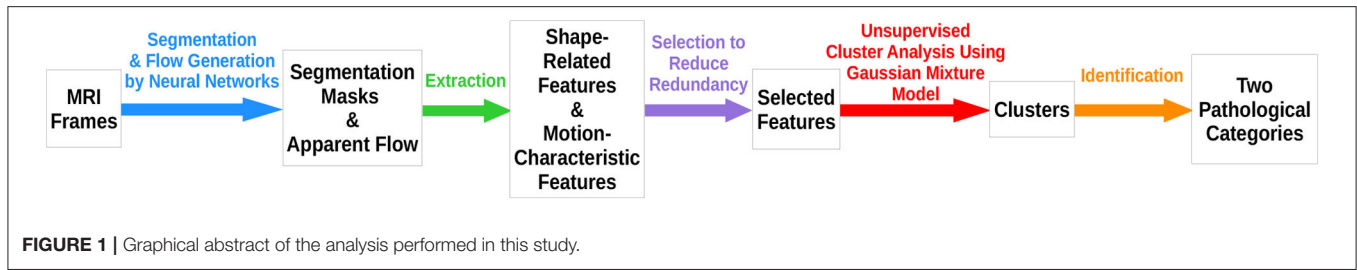 MRI
Frames
Segmentation
& Flow Generation
by Neural Networks
Segmentation
Masks
&
Apparent Flow
Extraction
Shape-
Related
Features
&
Motion-
Characteristic
Features
Selection to
Reduce
Redundancy
Selected
Features
Unsupervised
Cluster Analysis Using
Gaussian Mixture
Model
Clusters
Identification
Two
Pathological
Categories
FIGURE 1 | Graphical abstract of the analysis performed in this study.